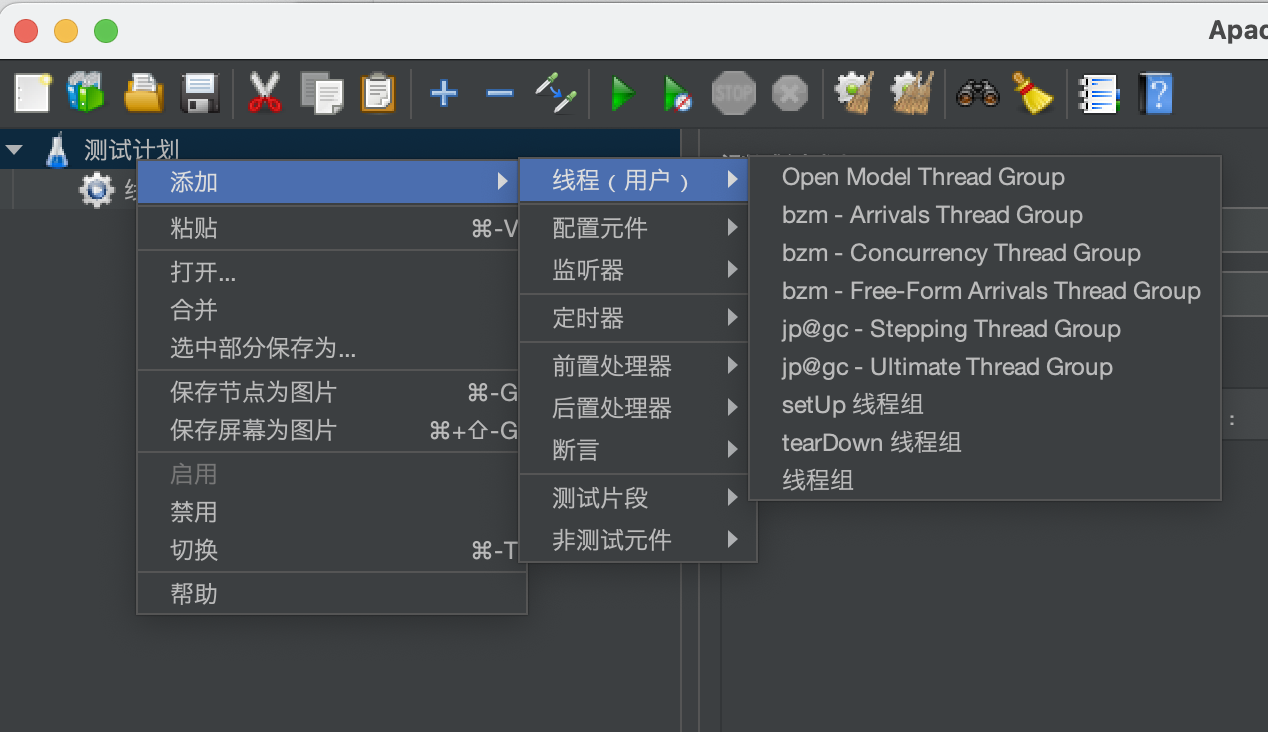 Apac
STOP
测试计划
添加
粘贴 ⌘-V
打开...
合并
选中部分保存为...
保存节点为图片 ⌘-G
保存屏幕为图片 ⌘+⇧-G
启用
禁用
切换 ⌘-T
帮助
线程（用户）
配置元件
监听器
定时器
前置处理器
后置处理器
断言
测试片段
非测试元件
Open Model Thread Group
bzm - Arrivals Thread Group
bzm - Concurrency Thread Group
bzm - Free-Form Arrivals Thread Group
jp@gc - Stepping Thread Group
jp@gc - Ultimate Thread Group
setUp 线程组
tearDown 线程组
线程组
: